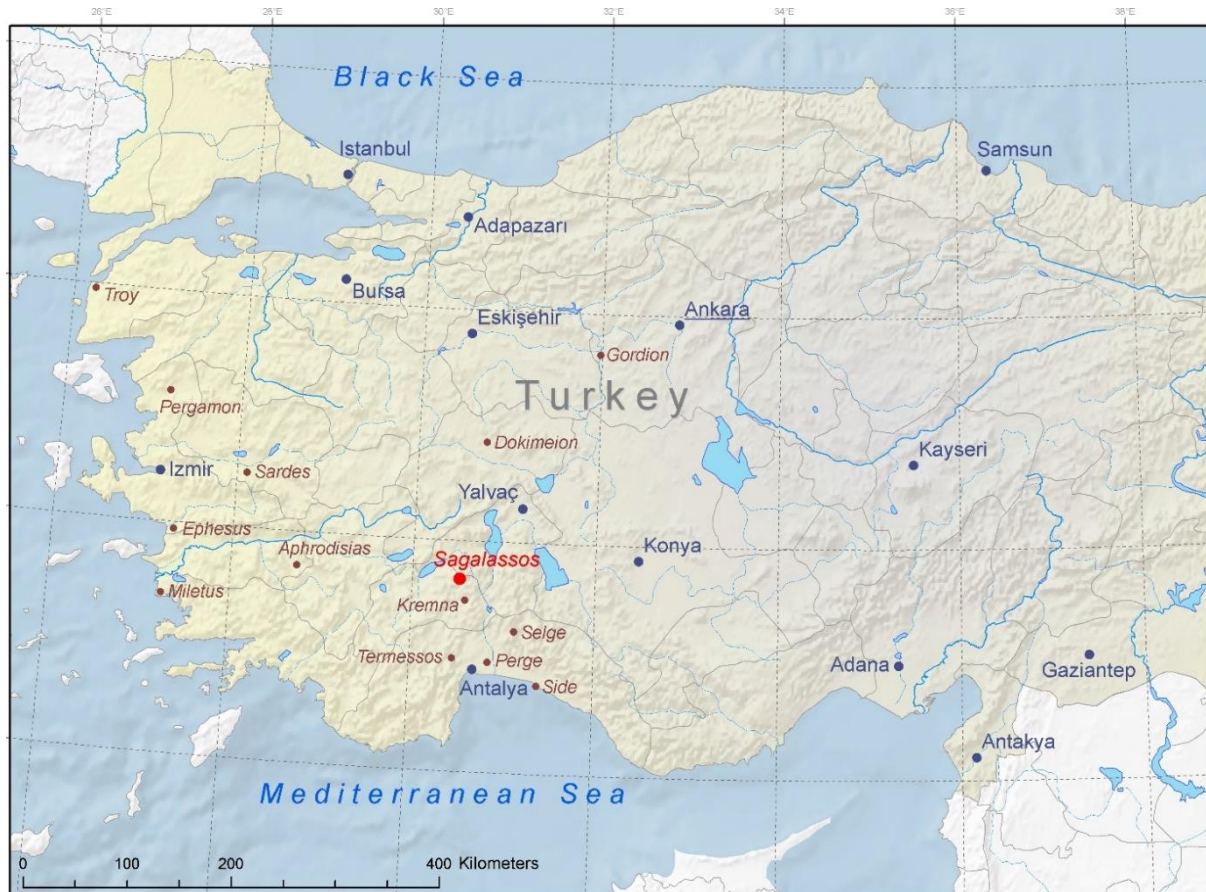 26°E 28°E 30°E 32°E 34°E 36°E 38°E
Black Sea
Istanbul
Samsun
Adapazarı
Troy
Bursa
Eskişehir
Ankara
Gordion
Turkey
Pergamon
Dokimeion
Izmir
Sardes
Kayseri
Yalvaç
Ephesus
Aphrodisias
Sagalassos
Konya
Miletus
Kremna
Selge
Termessos
Perge
Adana
Gaziantep
Antalya
Side
Antakya
Mediterranean Sea
0 100 200 400 Kilometers